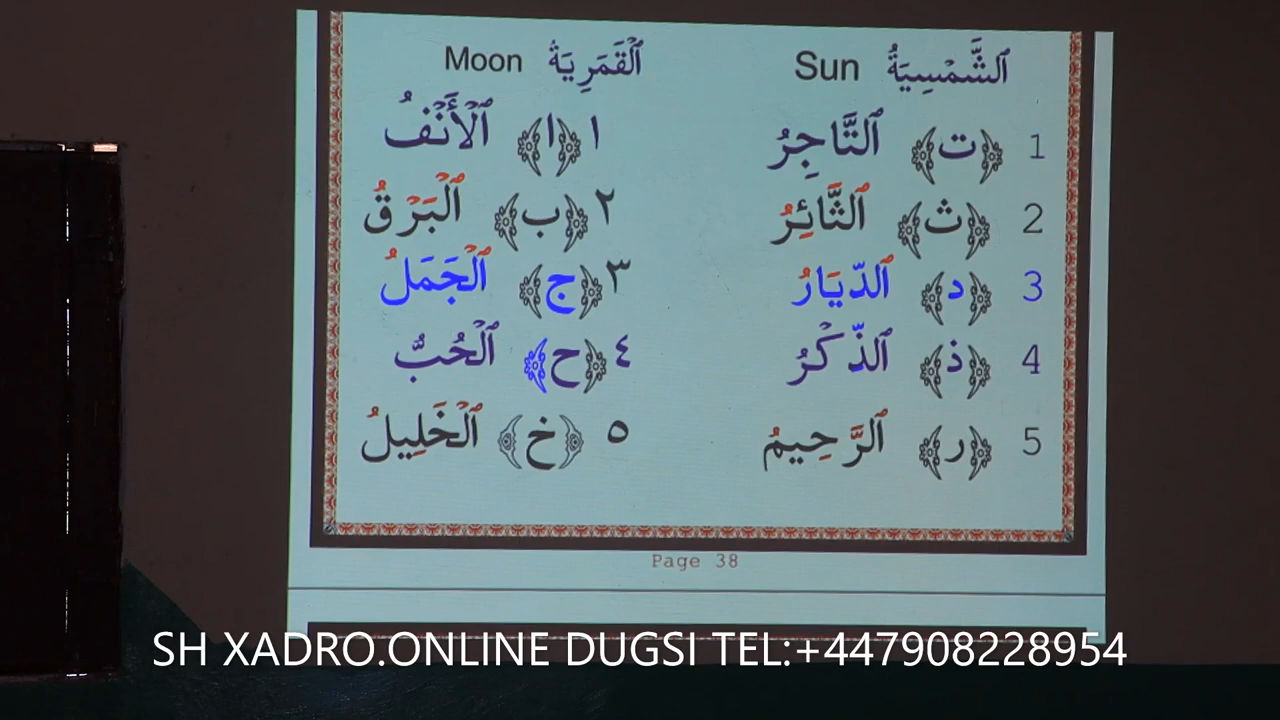 Moon ٱلْقَمَرِيَةُ Sun ٱلشَّمْسِيَةُ
1 ﴿ت﴾ ٱلتَّاجِرُ ١ ﴿ا﴾ ٱلْأَنْفُ
2 ﴿ث﴾ ٱلثَّائِرُ ٢ ﴿ب﴾ ٱلْبَرْقُ
3 ﴿د﴾ ٱلدِّيَارُ ٣ ﴿ج﴾ ٱلْجَمَلُ
4 ﴿ذ﴾ ٱلذِّكْرُ ٤ ﴿ح﴾ ٱلْحُبُّ
5 ﴿ر﴾ ٱلرَّحِيمُ ٥ ﴿خ﴾ ٱلْخَلِيلُ
Page 38
SH XADRO.ONLINE DUGSI TEL:+447908228954